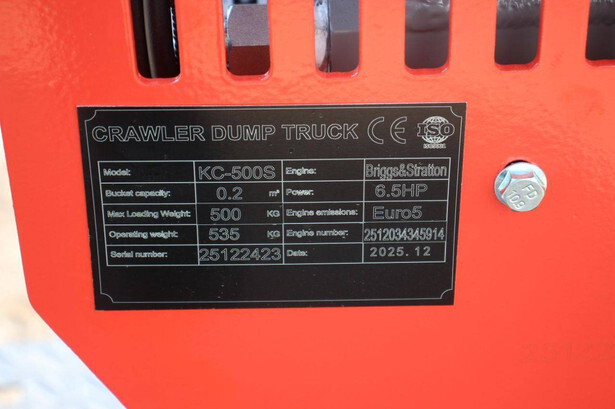 CRAWLER DUMP TRUCK CE ISO
Model: KC-500S Engine: Briggs&Stratton
Bucket capacity: 0.2 m³ Power: 6.5HP
Max Loading Weight: 500 KG Engine emissions: Euro5
Operating weight: 535 KG Engine number: 2512034345914
Serial number: 25122423 Date: 2025.12